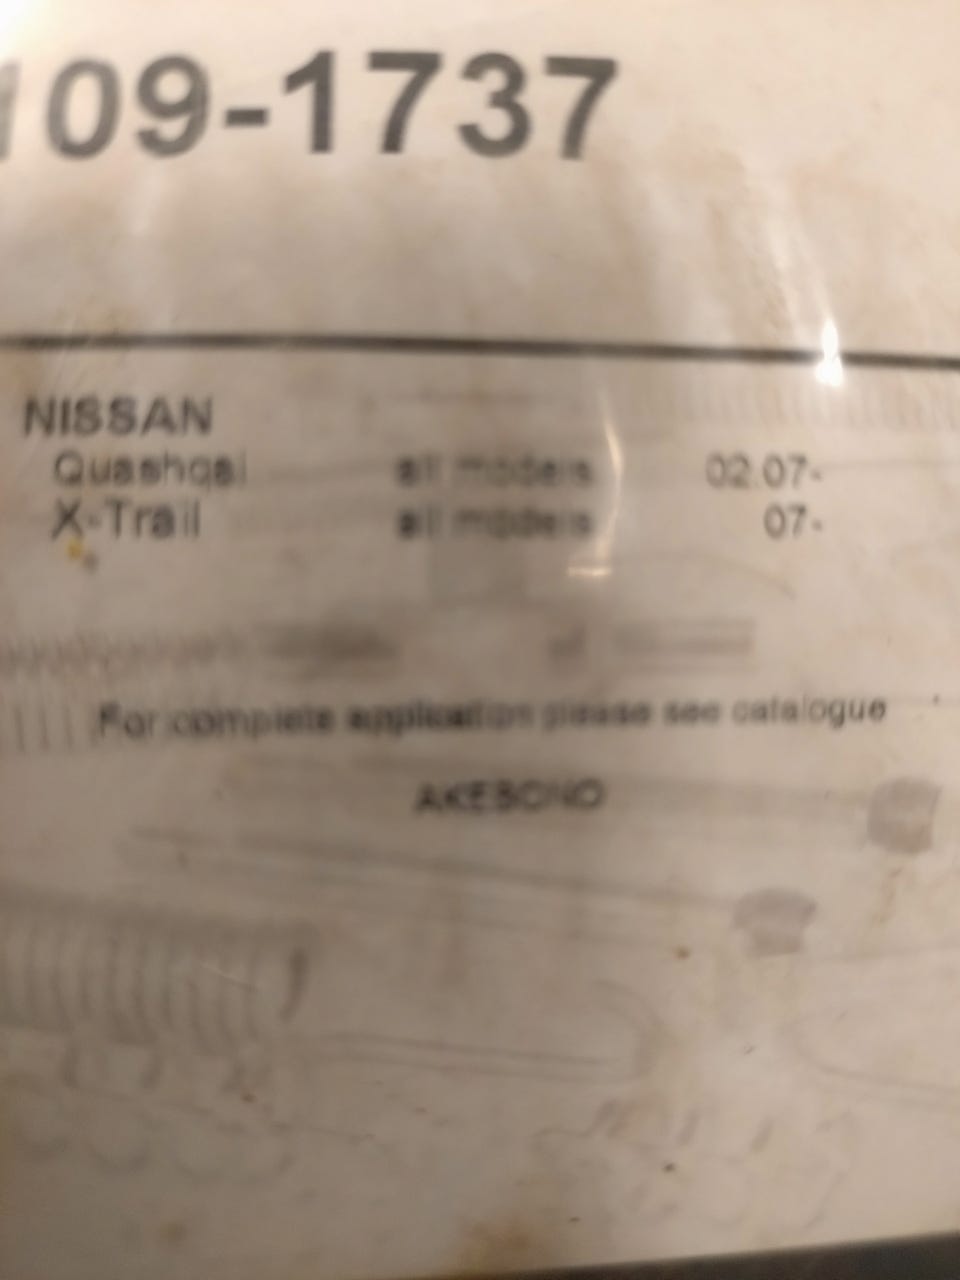 109-1737
NISSAN
Quashqai all models 02.07-
X-Trail all models 07-
For complete application please see catalogue
AKEBONO